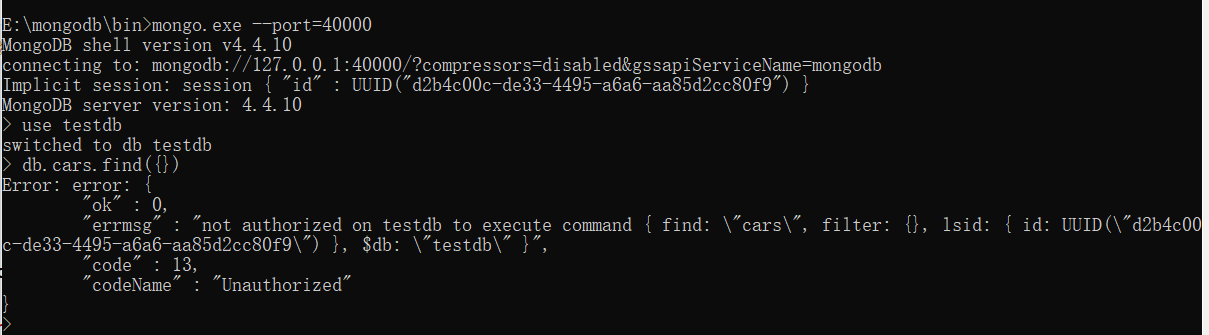 E:\mongodb\bin>mongo.exe --port=40000
MongoDB shell version v4.4.10
connecting to: mongodb://127.0.0.1:40000/?compressors=disabled&gssapiServiceName=mongodb
Implicit session: session { "id" : UUID("d2b4c00c-de33-4495-a6a6-aa85d2cc80f9") }
MongoDB server version: 4.4.10
> use testdb
switched to db testdb
> db.cars.find({})
Error: error: {
        "ok" : 0,
        "errmsg" : "not authorized on testdb to execute command { find: \"cars\", filter: {}, lsid: { id: UUID(\"d2b4c00
c-de33-4495-a6a6-aa85d2cc80f9\") }, $db: \"testdb\" }",
        "code" : 13,
        "codeName" : "Unauthorized"
}
>